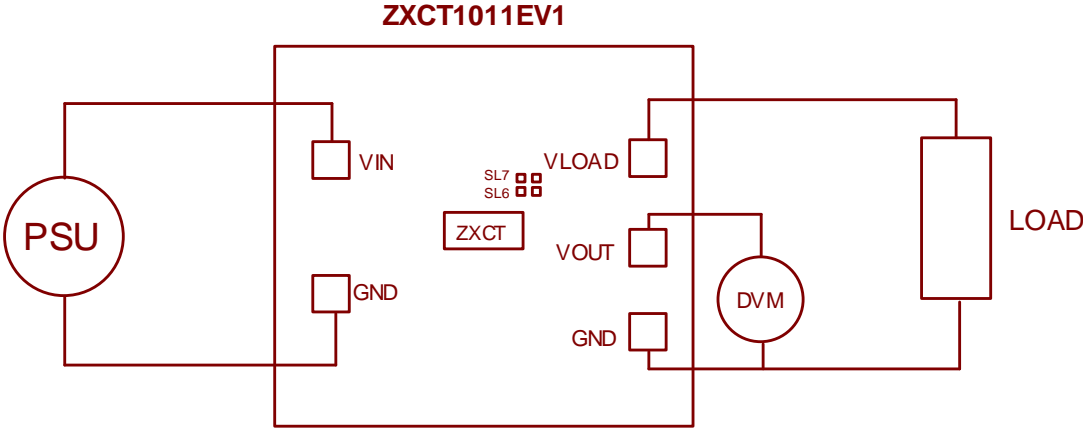 ZXCT1011EV1
VIN
VLOAD
SL7
SL6
PSU
ZXCT
VOUT
LOAD
GND
DVM
GND